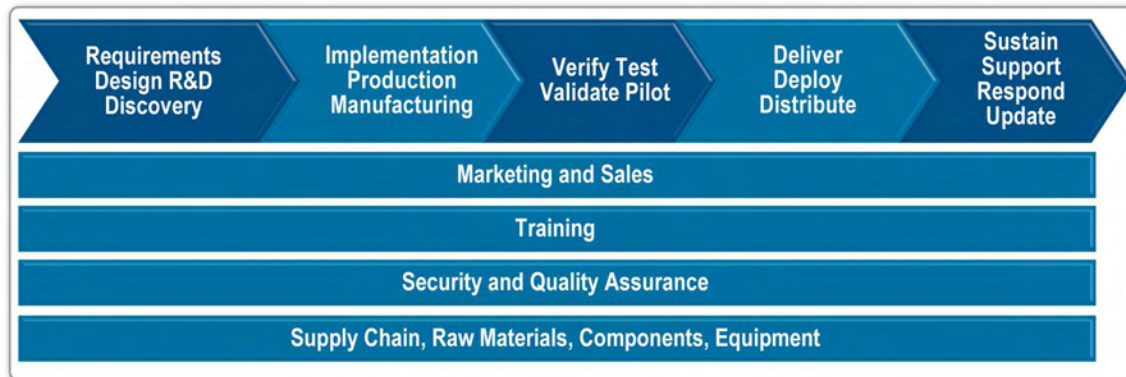 Requirements
Design R&D
Discovery
Implementation
Production
Manufacturing
Verify Test
Validate Pilot
Deliver
Deploy
Distribute
Sustain
Support
Respond
Update
Marketing and Sales
Training
Security and Quality Assurance
Supply Chain, Raw Materials, Components, Equipment